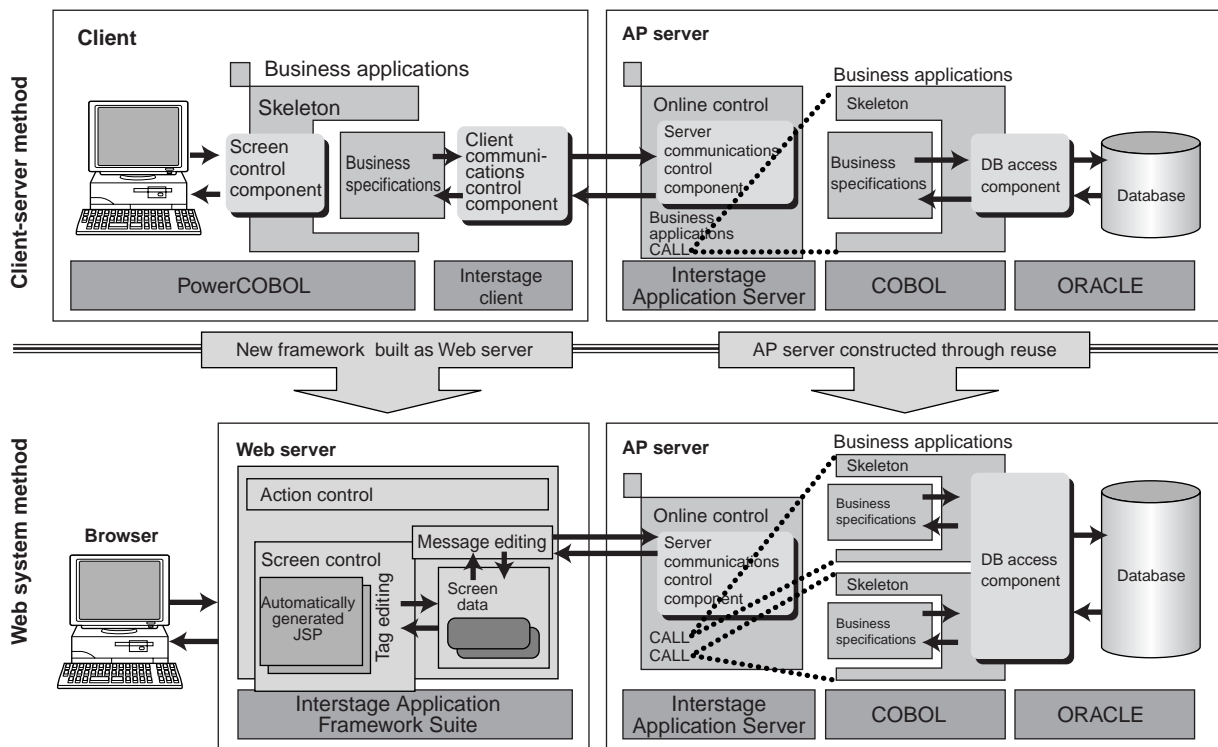 Client-server method
Client
Business applications
Skeleton
Screen
control
component
Business
specifications
Client
communi-
cations
control
component
PowerCOBOL
Interstage
client
AP server
Online control
Server
communications
control
component
Business
applications
CALL
Business applications
Skeleton
Business
specifications
DB access
component
Database
Interstage
Application Server
COBOL
ORACLE
New framework built as Web server
AP server constructed through reuse
Web system method
Browser
Web server
Action control
Message editing
Screen control
Automatically
generated
JSP
Tag editing
Screen
data
Interstage Application
Framework Suite
AP server
Online control
Server
communications
control
component
CALL
CALL
Business applications
Skeleton
Business
specifications
Skeleton
Business
specifications
DB access
component
Database
Interstage
Application Server
COBOL
ORACLE